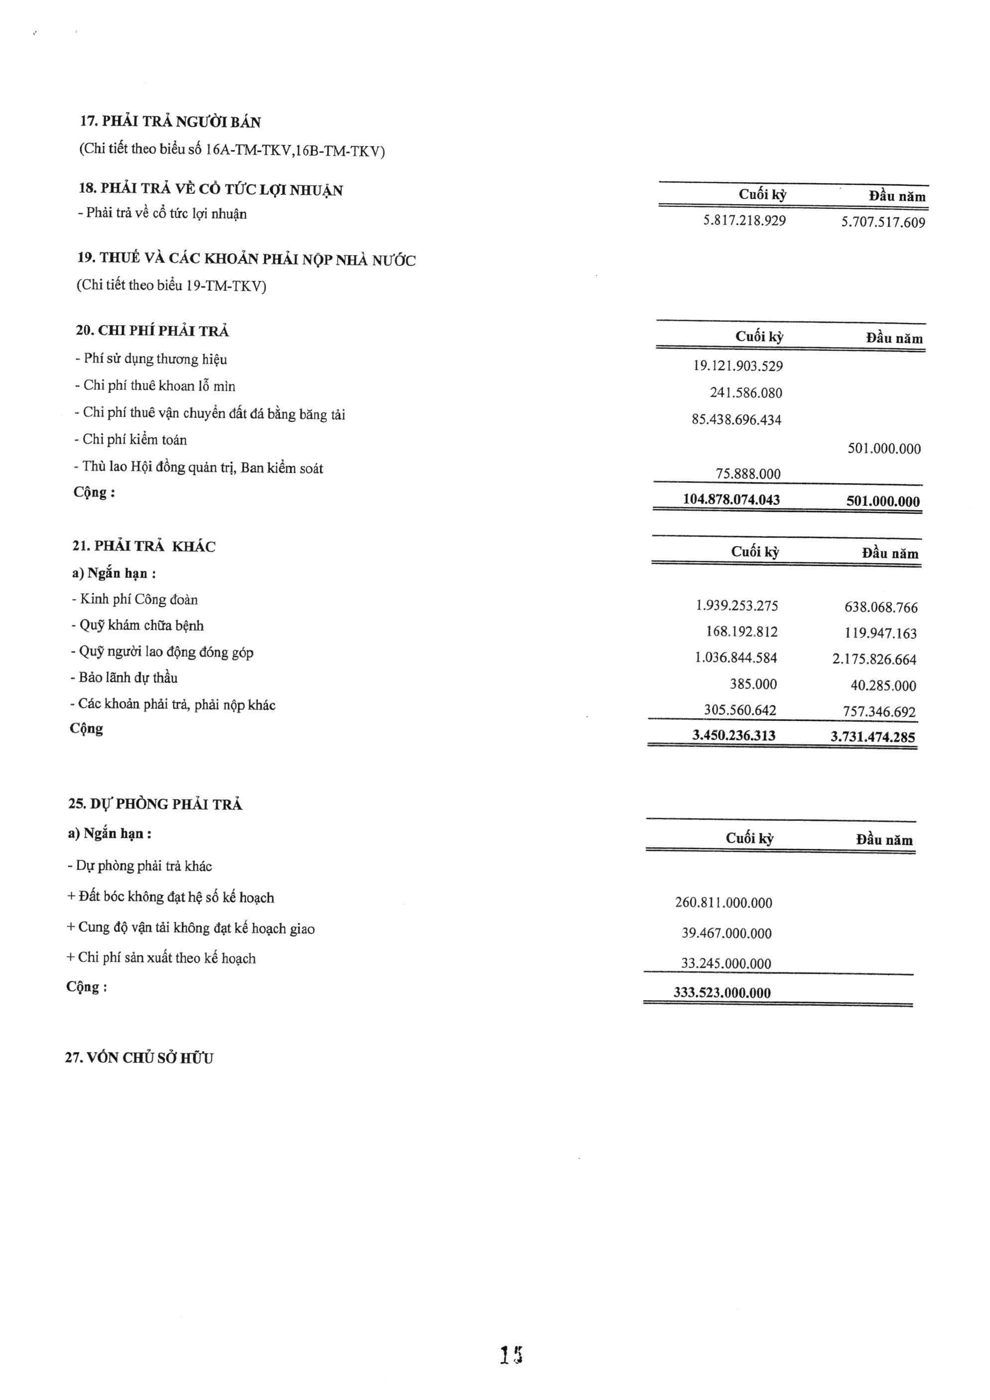 17. PHẢI TRẢ NGƯỜI BÁN
(Chi tiết theo biểu số 16A-TM-TKV,16B-TM-TKV)
18. PHẢI TRẢ VỀ CỔ TỨC LỢI NHUẬN Cuối kỳ Đầu năm
- Phải trả về cổ tức lợi nhuận 5.817.218.929 5.707.517.609
19. THUẾ VÀ CÁC KHOẢN PHẢI NỘP NHÀ NƯỚC
(Chi tiết theo biểu 19-TM-TKV)
20. CHI PHÍ PHẢI TRẢ Cuối kỳ Đầu năm
- Phí sử dụng thương hiệu 19.121.903.529
- Chi phí thuê khoan lỗ mìn 241.586.080
- Chi phí thuê vận chuyển đất đá bằng băng tải 85.438.696.434
- Chi phí kiểm toán 501.000.000
- Thù lao Hội đồng quản trị, Ban kiểm soát 75.888.000
Cộng : 104.878.074.043 501.000.000
21. PHẢI TRẢ KHÁC Cuối kỳ Đầu năm
a) Ngắn hạn :
- Kinh phí Công đoàn 1.939.253.275 638.068.766
- Quỹ khám chữa bệnh 168.192.812 119.947.163
- Quỹ người lao động đóng góp 1.036.844.584 2.175.826.664
- Bảo lãnh dự thầu 385.000 40.285.000
- Các khoản phải trả, phải nộp khác 305.560.642 757.346.692
Cộng 3.450.236.313 3.731.474.285
25. DỰ PHÒNG PHẢI TRẢ
a) Ngắn hạn : Cuối kỳ Đầu năm
- Dự phòng phải trả khác
+ Đất bóc không đạt hệ số kế hoạch 260.811.000.000
+ Cung độ vận tải không đạt kế hoạch giao 39.467.000.000
+ Chi phí sản xuất theo kế hoạch 33.245.000.000
Cộng : 333.523.000.000
27. VỐN CHỦ SỞ HỮU
15